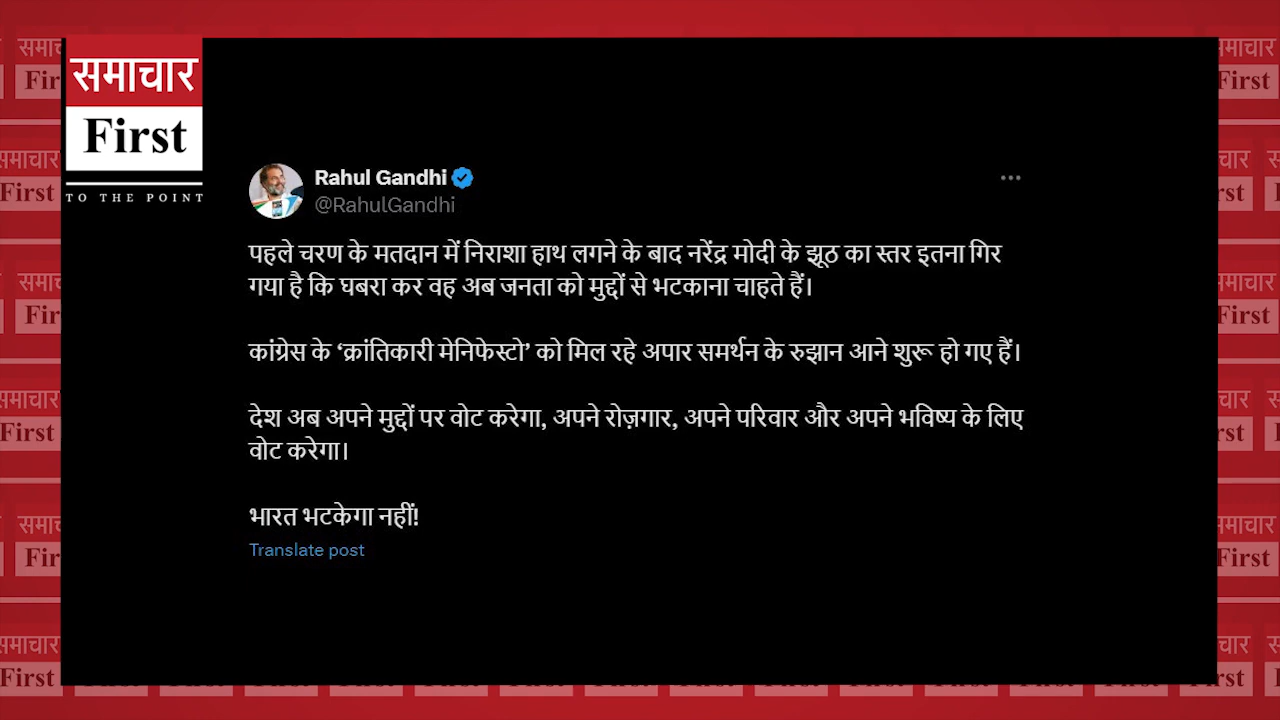 समाचार
First
TO THE POINT
Rahul Gandhi
@RahulGandhi
पहले चरण के मतदान में निराशा हाथ लगने के बाद नरेंद्र मोदी के झूठ का स्तर इतना गिर
गया है कि घबरा कर वह अब जनता को मुद्दों से भटकाना चाहते हैं।
कांग्रेस के ‘क्रांतिकारी मेनिफेस्टो’ को मिल रहे अपार समर्थन के रुझान आने शुरू हो गए हैं।
देश अब अपने मुद्दों पर वोट करेगा, अपने रोज़गार, अपने परिवार और अपने भविष्य के लिए
वोट करेगा।
भारत भटकेगा नहीं!
Translate post